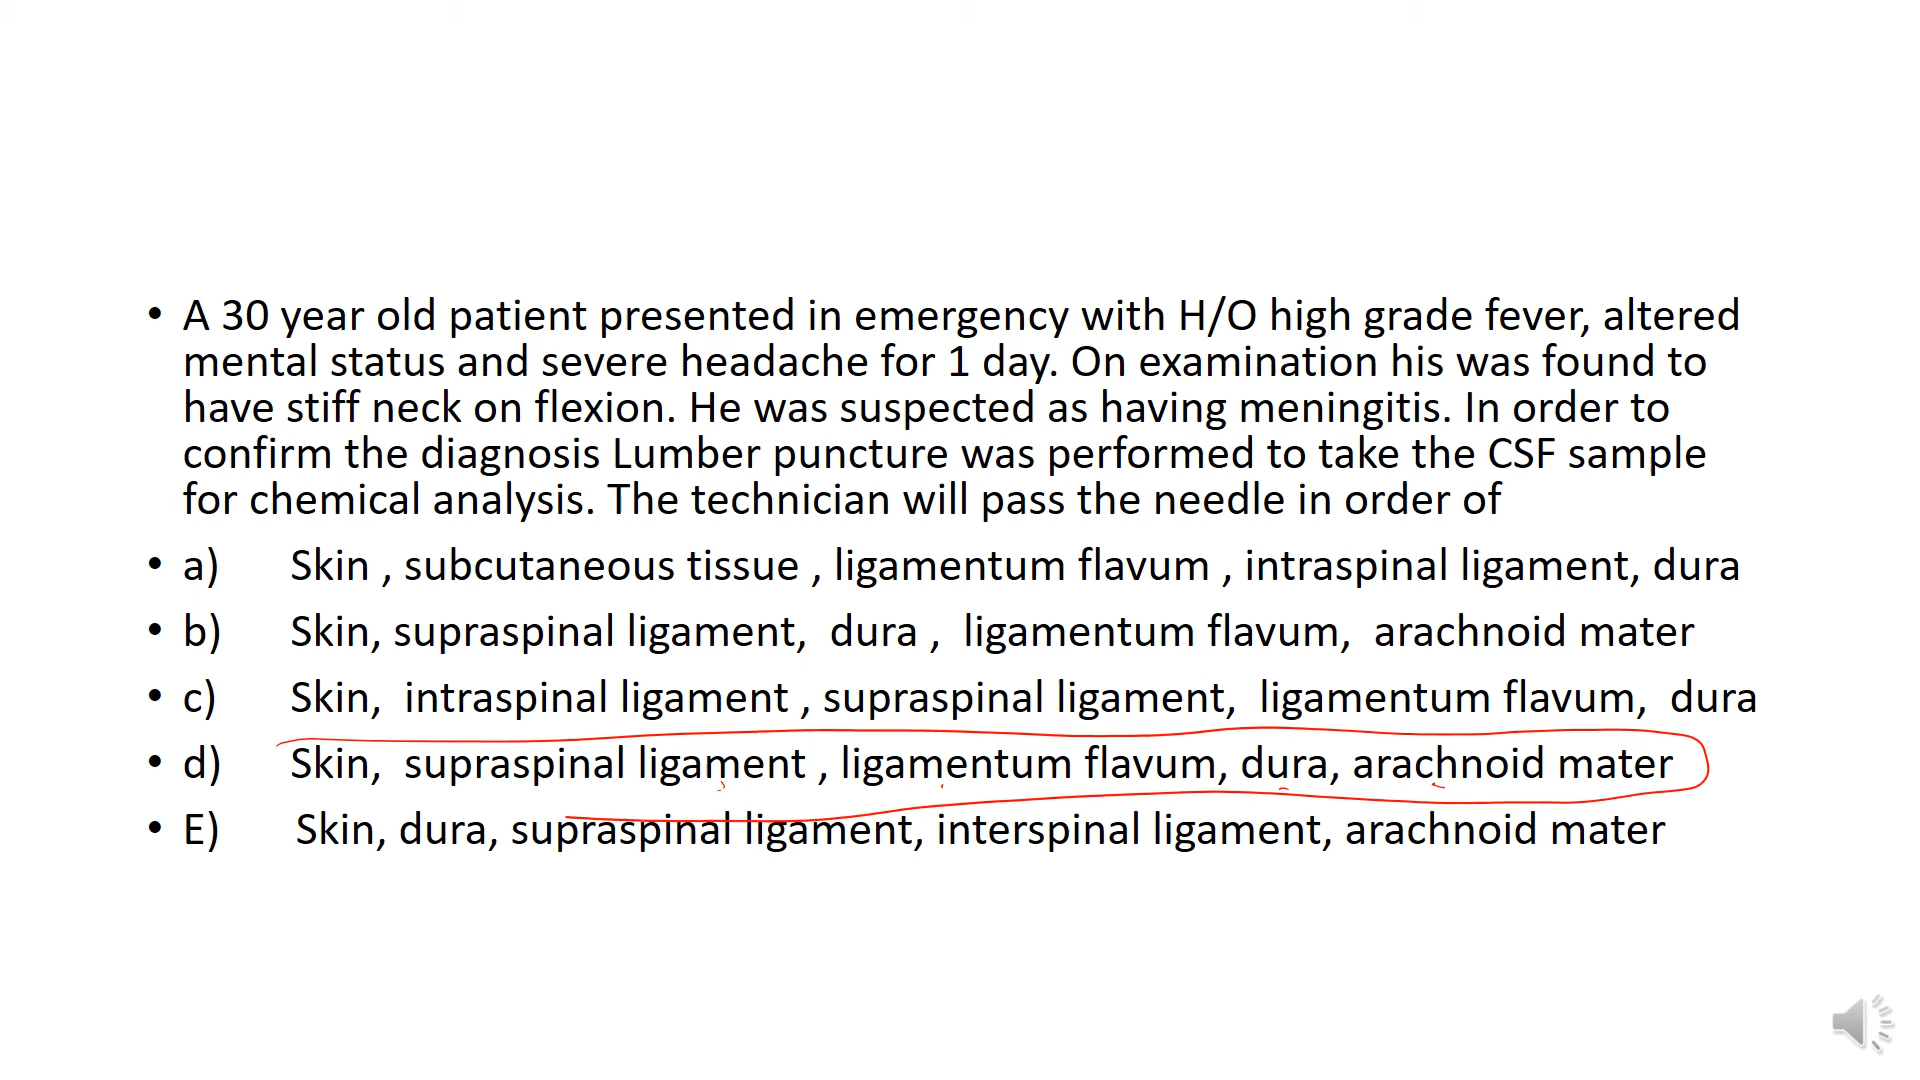 • A 30 year old patient presented in emergency with H/O high grade fever, altered
mental status and severe headache for 1 day. On examination his was found to
have stiff neck on flexion. He was suspected as having meningitis. In order to
confirm the diagnosis Lumber puncture was performed to take the CSF sample
for chemical analysis. The technician will pass the needle in order of
• a) Skin , subcutaneous tissue , ligamentum flavum , intraspinal ligament, dura
• b) Skin, supraspinal ligament, dura , ligamentum flavum, arachnoid mater
• c) Skin, intraspinal ligament , supraspinal ligament, ligamentum flavum, dura
• d) Skin, supraspinal ligament , ligamentum flavum, dura, arachnoid mater
• E) Skin, dura, supraspinal ligament, interspinal ligament, arachnoid mater